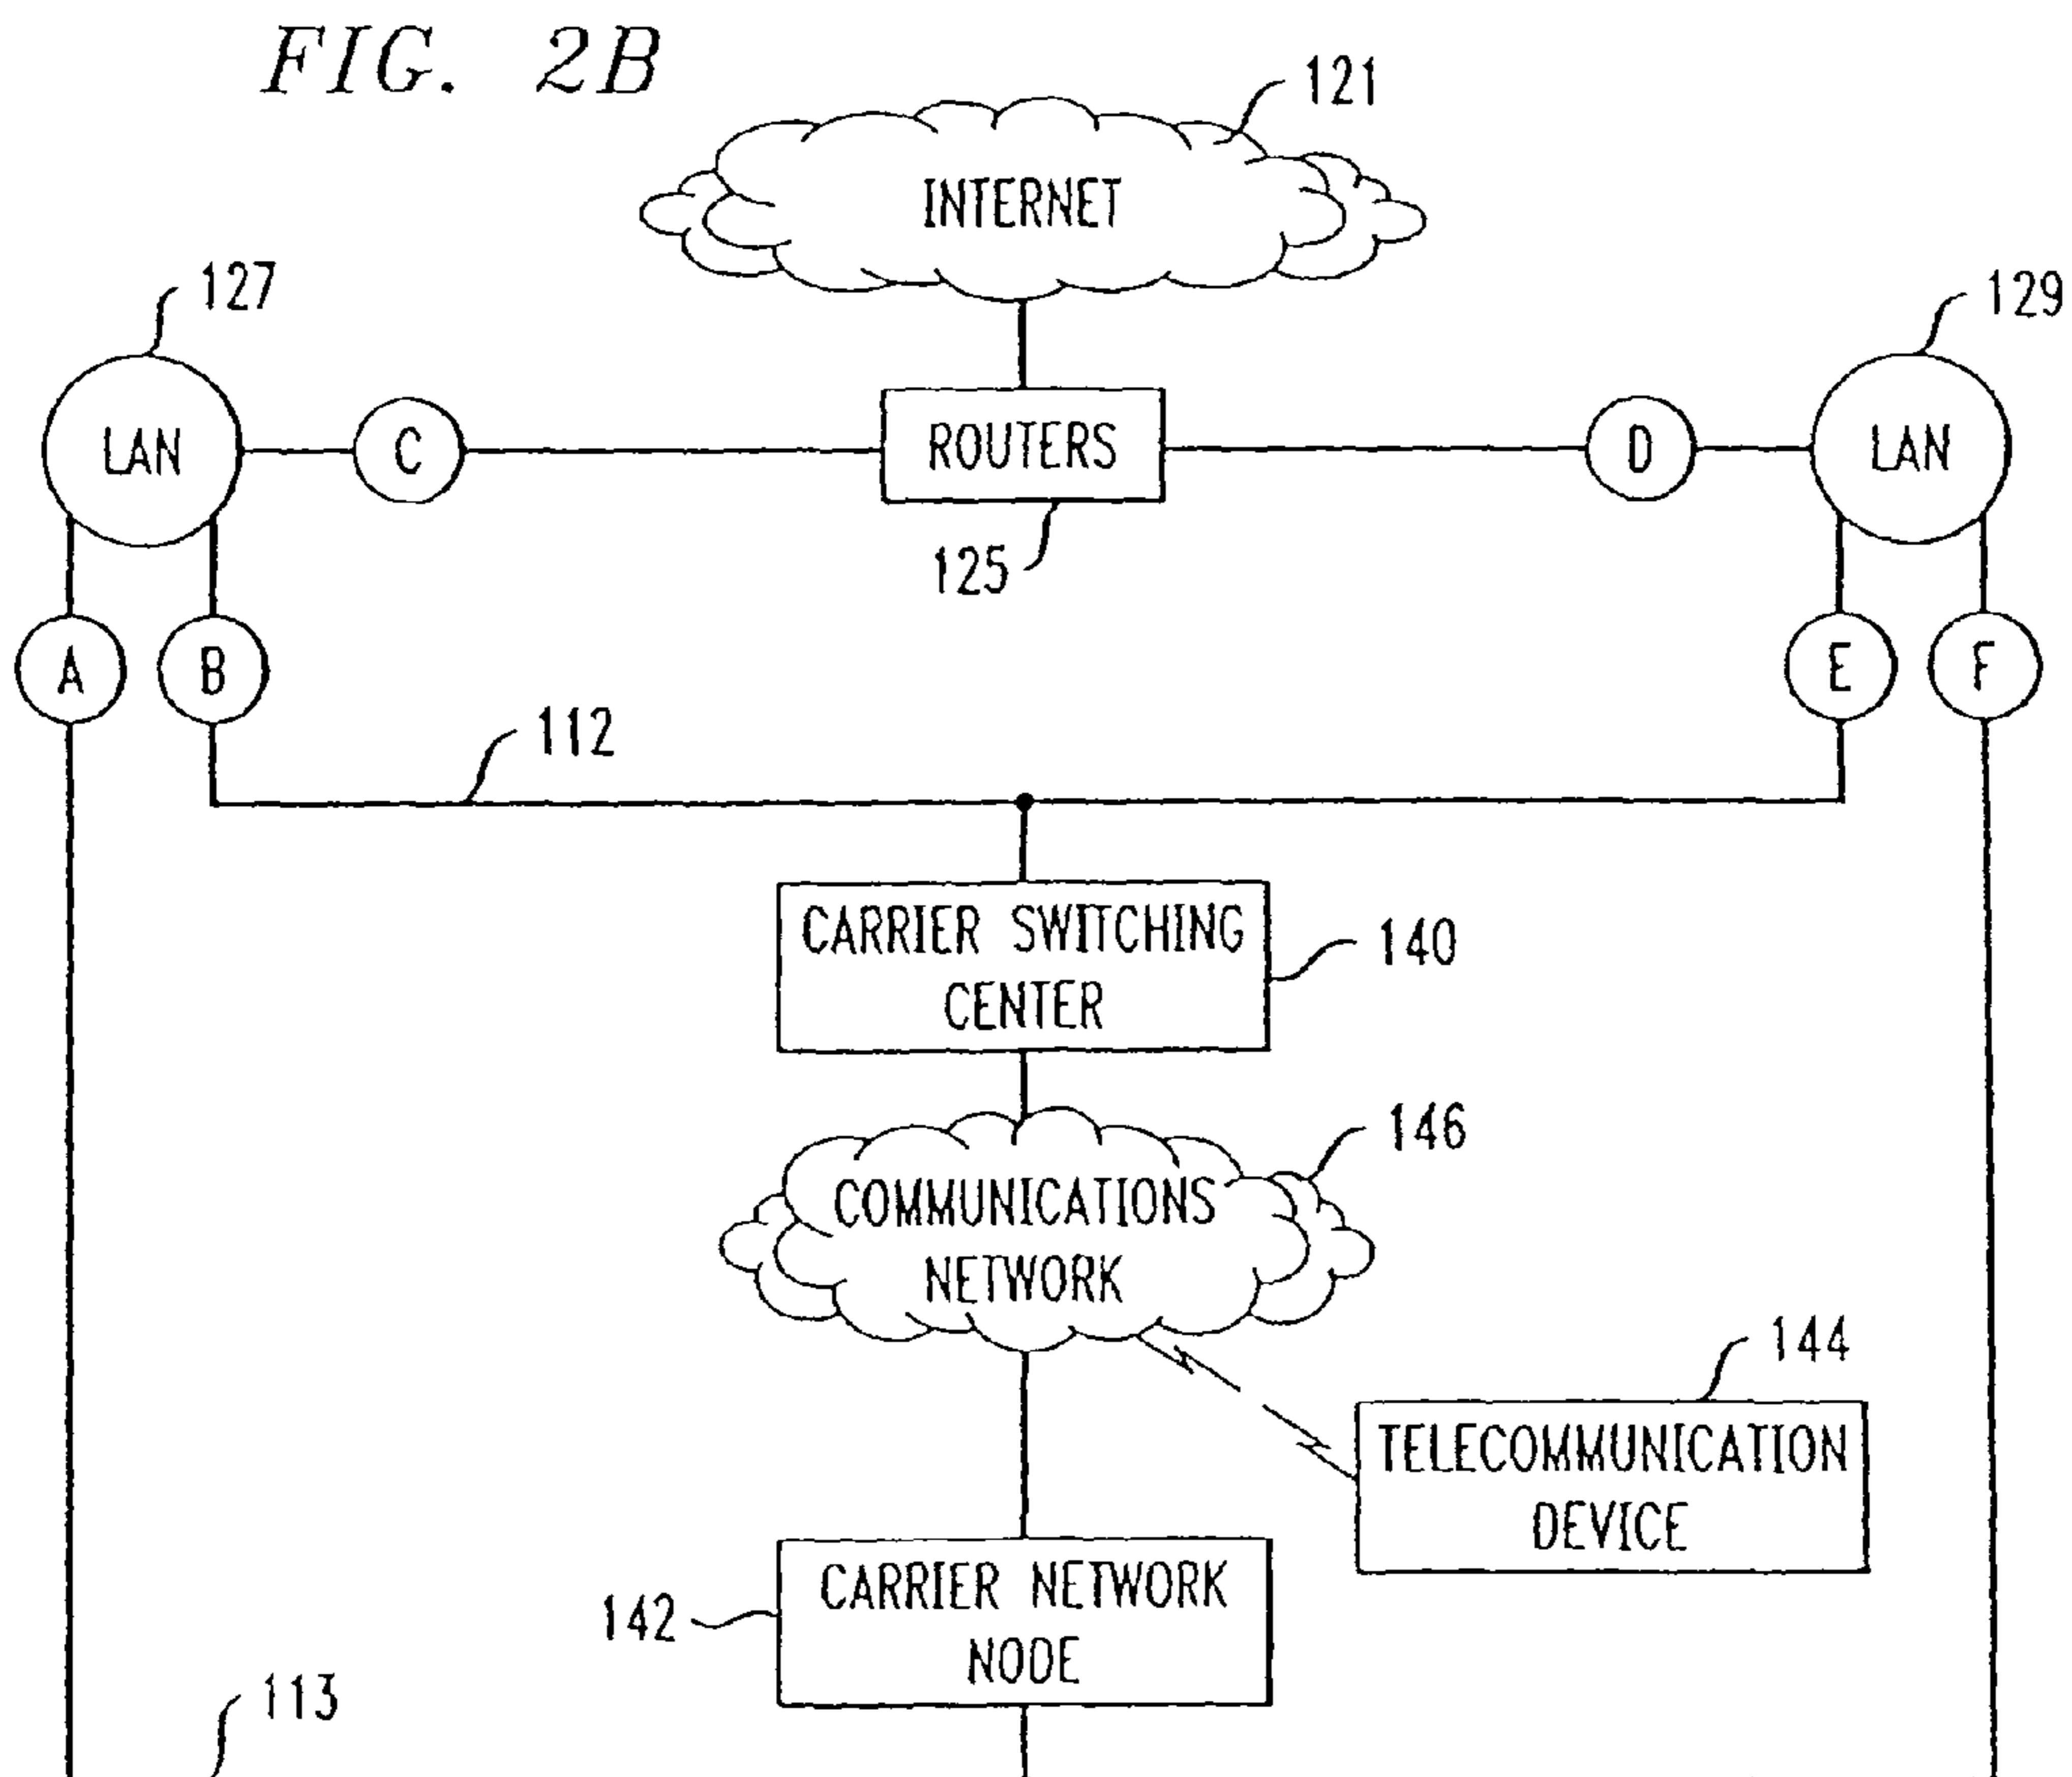 FIG. 2B
121
INTERNET
127
129
LAN
C
ROUTERS
D
LAN
125
A
B
E
F
112
CARRIER SWITCHING
CENTER
140
146
COMMUNICATIONS
NETWORK
144
TELECOMMUNICATION
DEVICE
CARRIER NETWORK
NODE
142
113